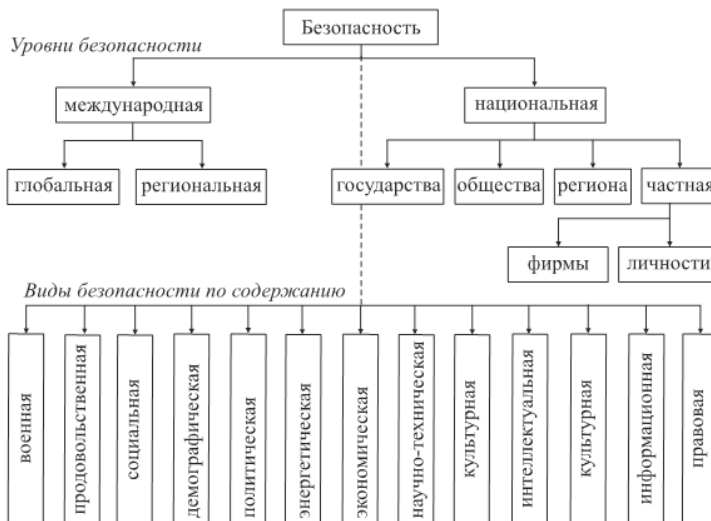 Безопасность
Уровни безопасности
международная
национальная
глобальная
региональная
государства
общества
региона
частная
фирмы
личности
Виды безопасности по содержанию
военная
продовольственная
социальная
демографическая
политическая
энергетическая
экономическая
научно-техническая
культурная
интеллектуальная
культурная
информационная
правовая